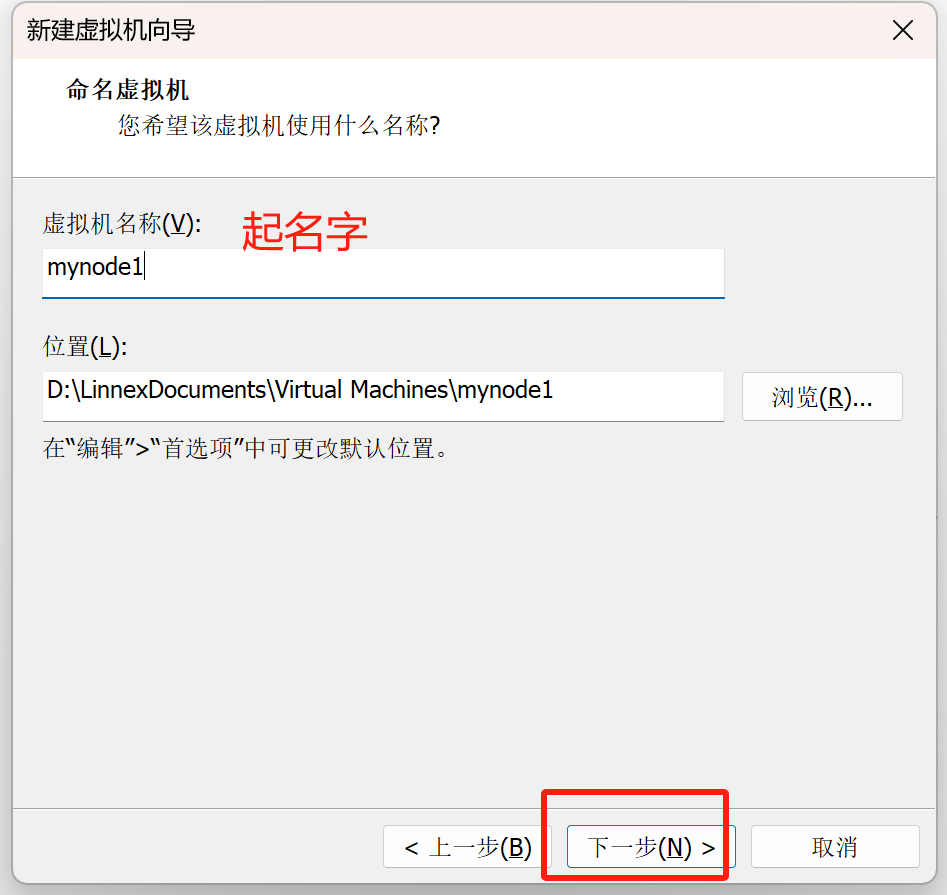 新建虚拟机向导
命名虚拟机
您希望该虚拟机使用什么名称?
虚拟机名称(V): 起名字
mynode1
位置(L):
D:\LinnexDocuments\Virtual Machines\mynode1
浏览(R)...
在“编辑”>“首选项”中可更改默认位置。
< 上一步(B) 下一步(N) > 取消